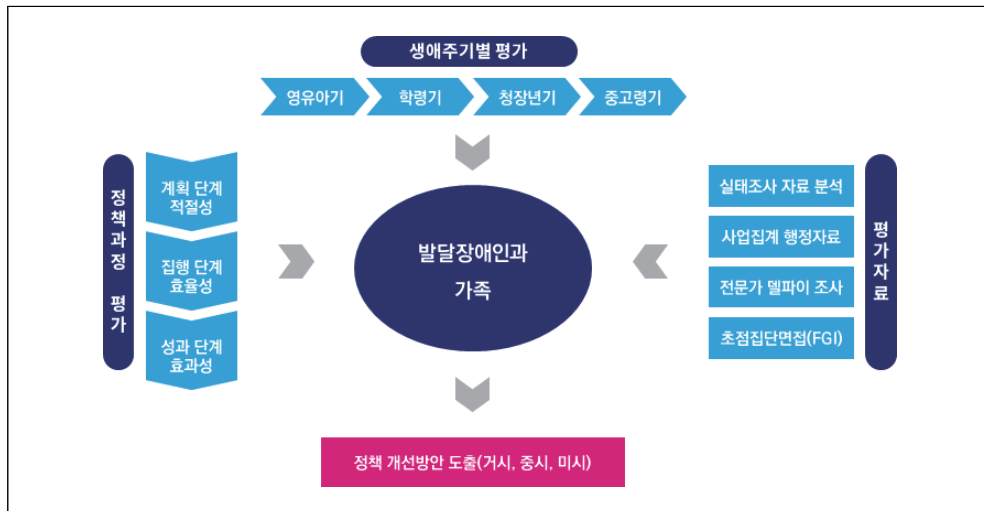 생애주기별 평가
영유아기
학령기
청장년기
중고령기
정책과정 평가
계획 단계
적절성
집행 단계
효율성
성과 단계
효과성
발달장애인과
가족
실태조사 자료 분석
사업집계 행정자료
전문가 델파이 조사
초점집단면접(FGI)
평가자료
정책 개선방안 도출(거시, 중시, 미시)